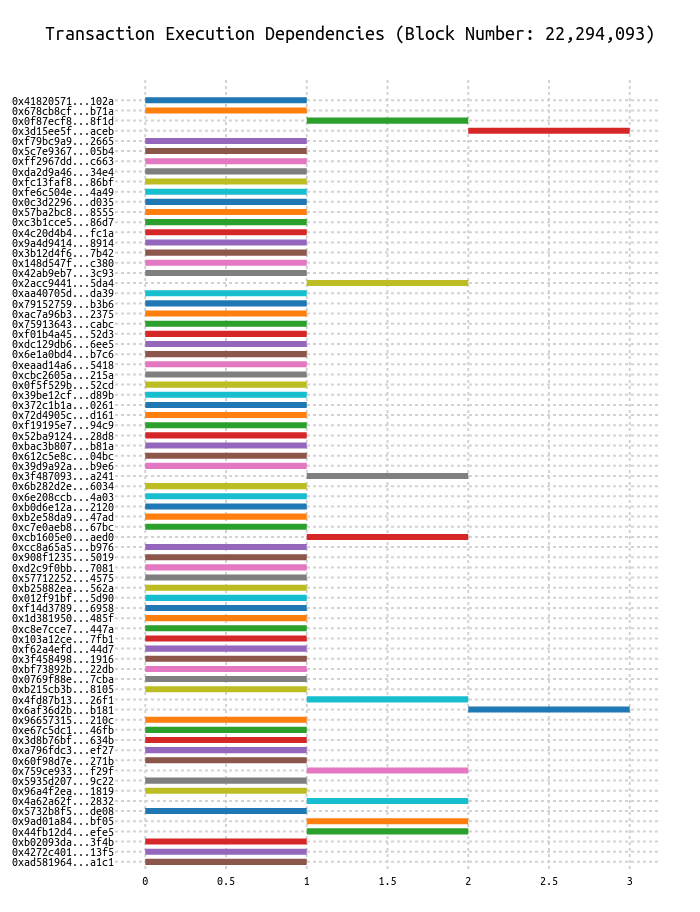 Transaction Execution Dependencies (Block Number: 22,294,093)
0x41820571...102a
0x678cb8cf...b71a
0x0f87ecf8...8f1d
0x3d15ee5f...aceb
0xf79bc9a9...2665
0x5c7e9367...05b4
0xff2967dd...c663
0xda2d9a46...34e4
0xfc13faf8...86bf
0xfe6c504e...4a49
0x0c3d2296...d035
0x57ba2bc8...8555
0xc3b1cce5...86d7
0x4c20d4b4...fc1a
0x9a4d9414...8914
0x3b12d4f6...7b42
0x148d547f...c380
0x42ab9eb7...3c93
0x2acc9441...5da4
0xaa40705d...da39
0x79152759...b3b6
0xac7a96b3...2375
0x75913643...cabc
0xf01b4a45...52d3
0xdc129db6...6ee5
0x6e1a0bd4...b7c6
0xeaad14a6...5418
0xcbc2605a...215a
0x0f5f529b...52cd
0x39be12cf...d89b
0x372c1b1a...0261
0x72d4905c...d161
0xf19195e7...94c9
0x52ba9124...28d8
0xbac3b807...b81a
0x612c5e8c...04bc
0x39d9a92a...b9e6
0x3f487093...a241
0x6b282d2e...6034
0x6e208ccb...4a03
0xb0d6e12a...2120
0xb2e58da9...47ad
0xc7e0aeb8...67bc
0xcb1605e0...aed0
0xcc8a65a5...b976
0x908f1235...5019
0xd2c9f0bb...7081
0x57712252...4575
0xb25882ea...562a
0x012f91bf...5d90
0xf14d3789...6958
0x1d381950...485f
0xc8e7cce7...447a
0x103a12ce...7fb1
0xf62a4efd...44d7
0x3f458498...1916
0xbf73892b...22db
0x0769f88e...7cba
0xb215cb3b...8105
0x4fd87b13...26f1
0x6af36d2b...b181
0x96657315...210c
0xe67c5dc1...46fb
0x3d8b76bf...634b
0xa796fdc3...ef27
0x60f98d7e...271b
0x759ce933...f29f
0x5935d207...9c22
0x96a4f2ea...1819
0x4a62a62f...2832
0x5732b8f5...de08
0x9ad01a84...bf05
0x44fb12d4...efe5
0xb02093da...3f4b
0x4272c401...13f5
0xad581964...a1c1
0 0.5 1 1.5 2 2.5 3